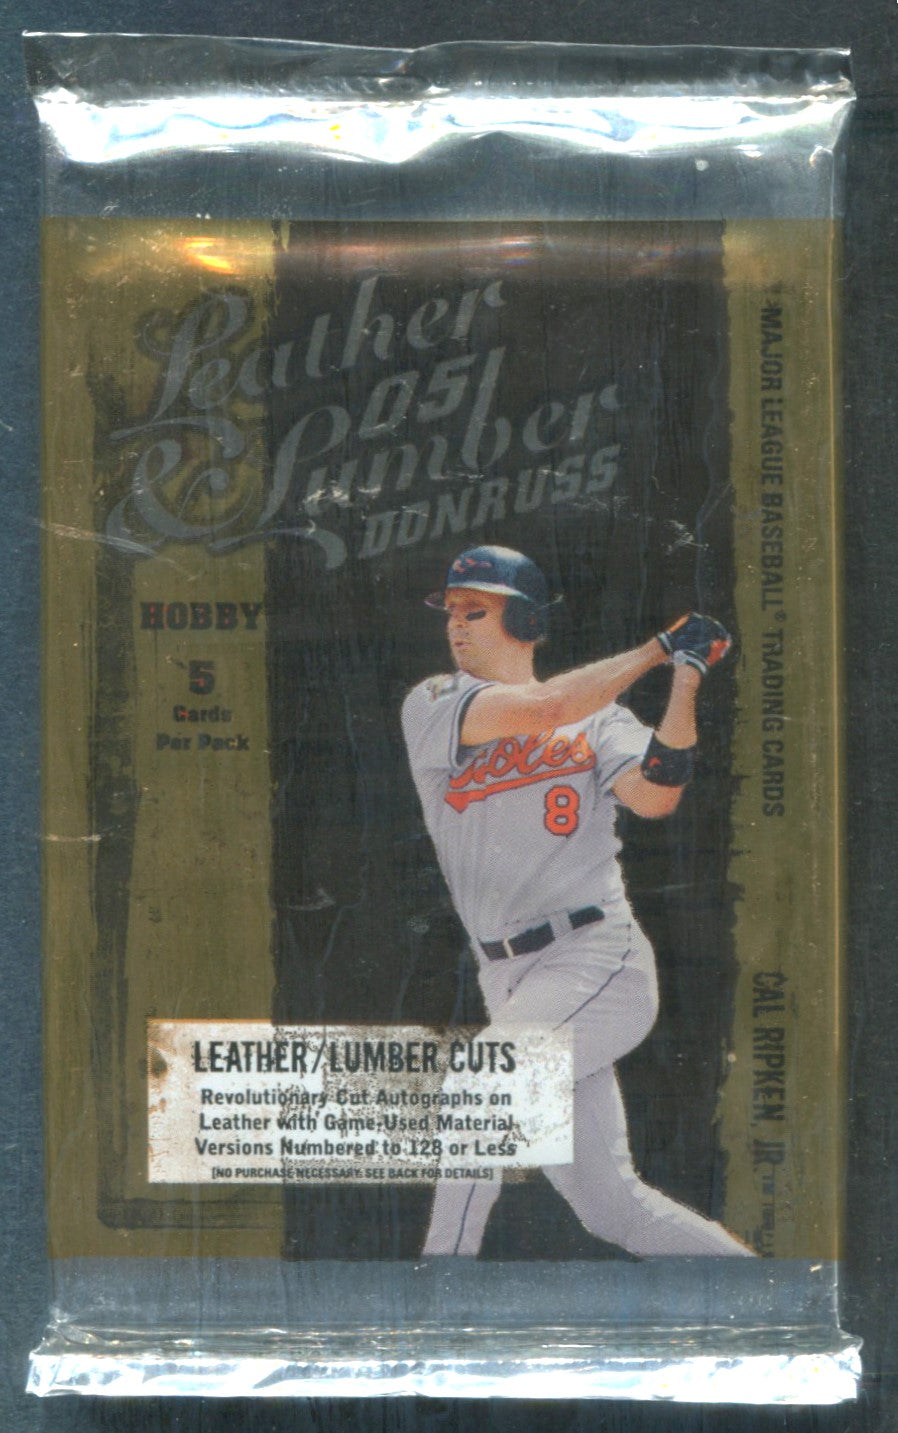 Leather
05
& Lumber
DONRUSS
HOBBY
5
Cards
Per Pack
MAJOR LEAGUE BASEBALL® TRADING CARDS
Orioles
8
CAL RIPKEN, JR
LEATHER/LUMBER CUTS
Revolutionary Cut Autographs on
Leather with Game-Used Material
Versions Numbered to 128 or Less
[NO PURCHASE NECESSARY. SEE BACK FOR DETAILS]